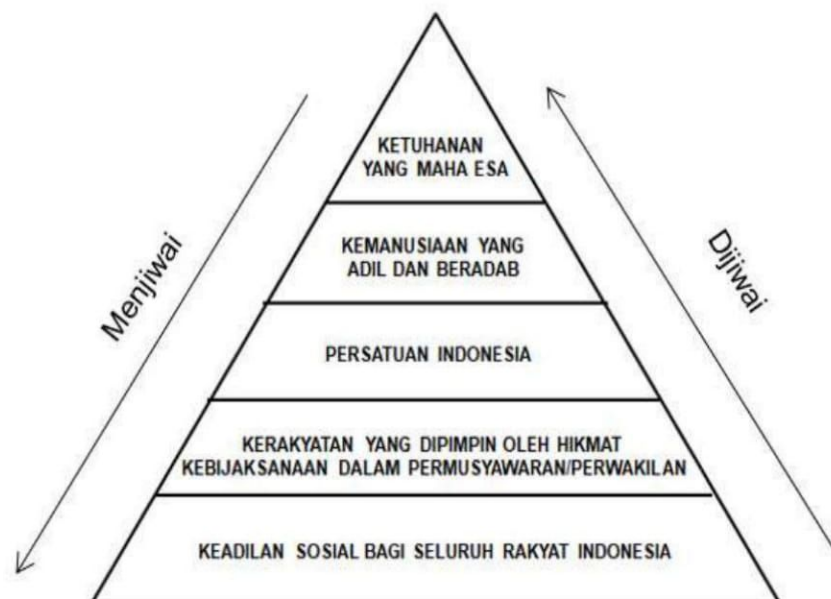 KETUHANAN
YANG MAHA ESA
KEMANUSIAAN YANG
ADIL DAN BERADAB
Menjiwai
Dijiwai
PERSATUAN INDONESIA
KERAKYATAN YANG DIPIMPIN OLEH HIKMAT
KEBIJAKSANAAN DALAM PERMUSYAWARAN/PERWAKILAN
KEADILAN SOSIAL BAGI SELURUH RAKYAT INDONESIA